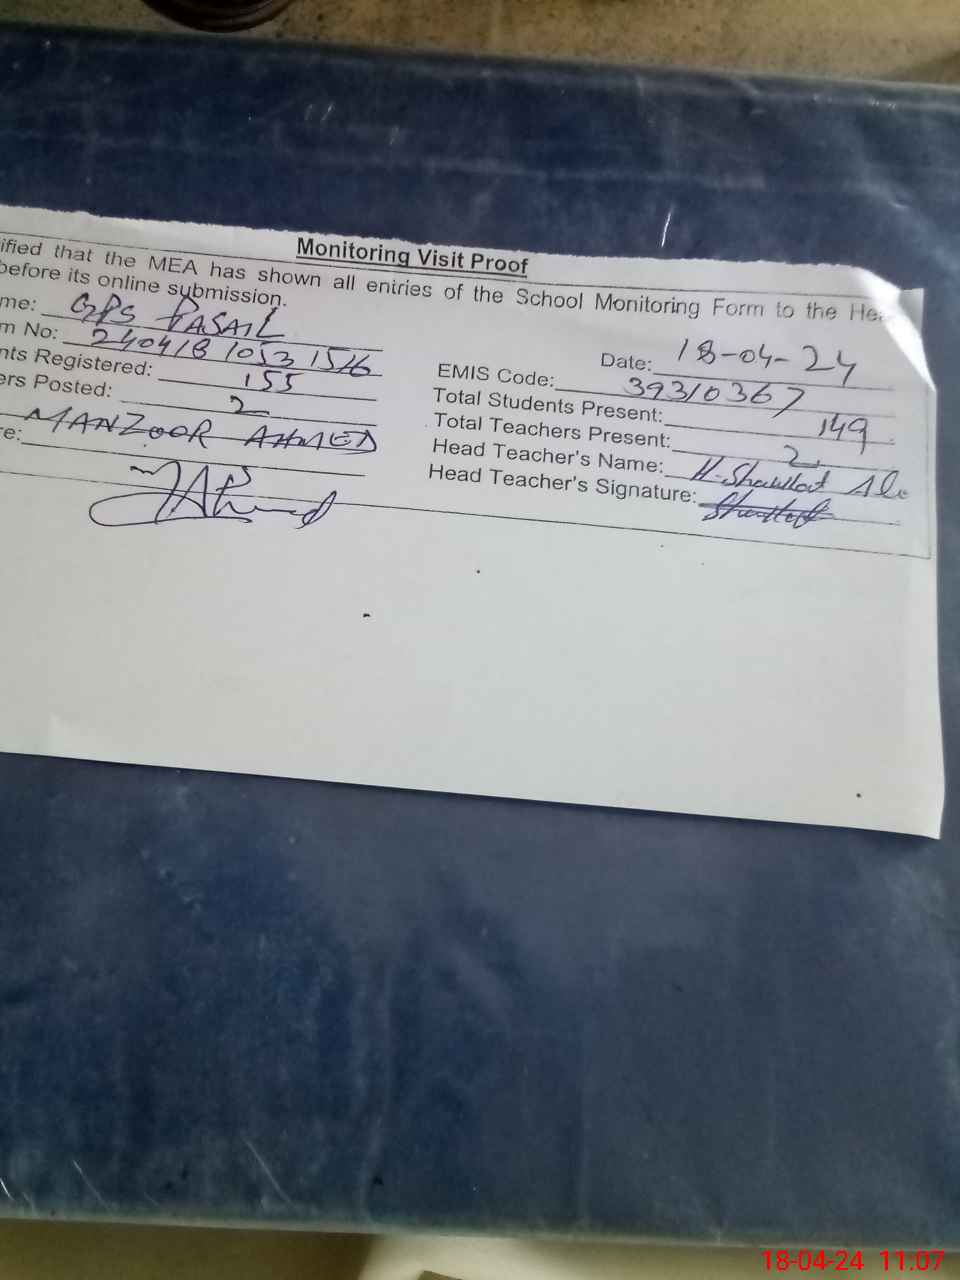 Monitoring Visit Proof
ified that the MEA has shown all entries of the School Monitoring Form to the He
before its online submission.
me: GPS PASAIL
Date: 18-04-24
m No: 240418 1053 1516
EMIS Code: 39310367
nts Registered: 155
Total Students Present: 149
ers Posted: 2
Total Teachers Present: 2
MANZOOR AHMED
Head Teacher's Name: Ali
re:
Head Teacher's Signature:
18-04-24 11.07